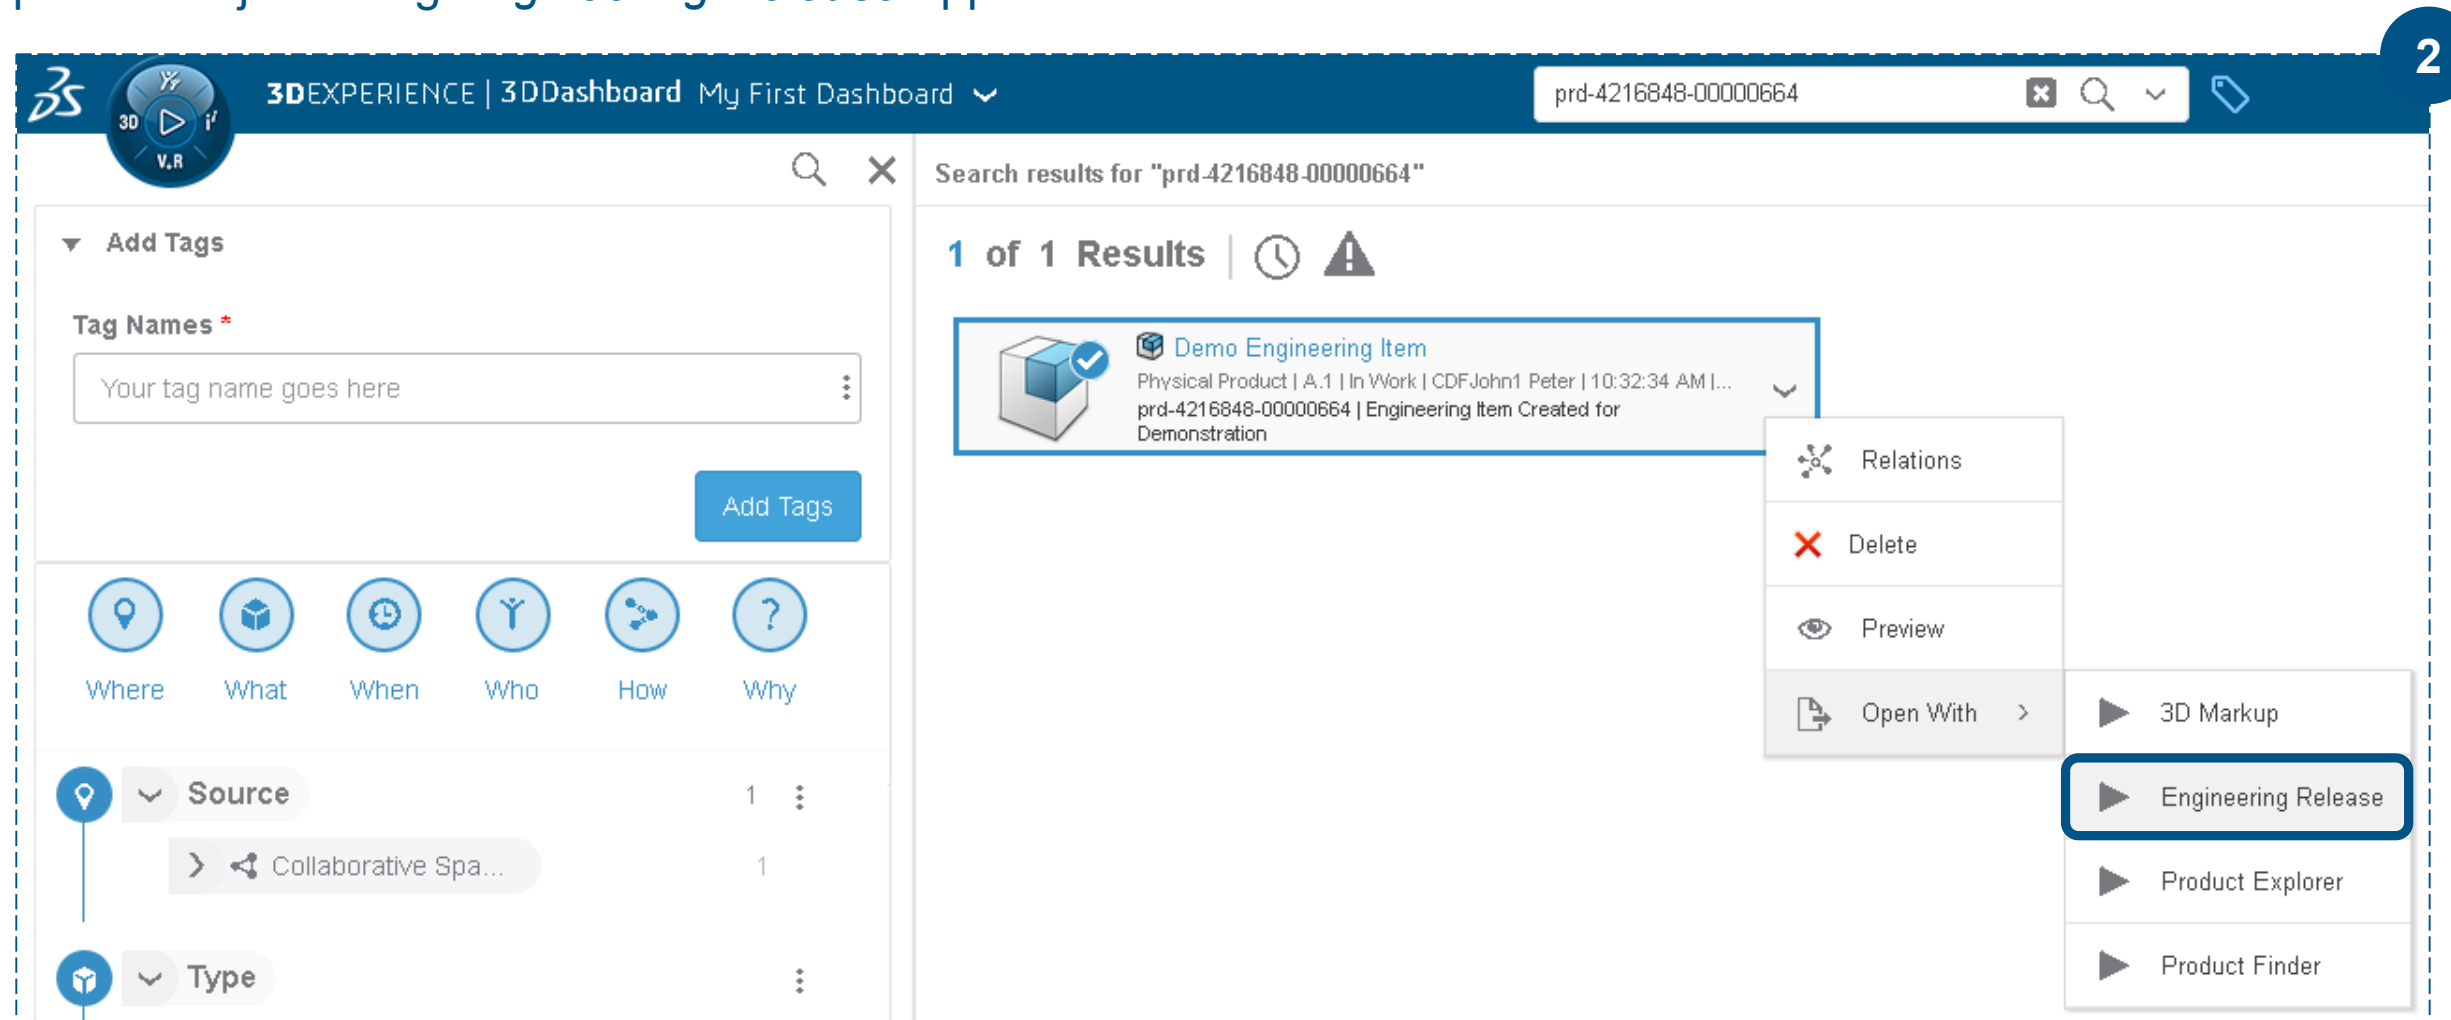 2
3DEXPERIENCE | 3DDashboard My First Dashboard
prd-4216848-00000664
3D
i'
V.R
Search results for "prd-4216848-00000664"
Add Tags
1 of 1 Results
Tag Names *
Your tag name goes here
Add Tags
Demo Engineering Item
Physical Product | A.1 | In Work | CDFJohn1 Peter | 10:32:34 AM |...
prd-4216848-00000664 | Engineering Item Created for
Demonstration
Relations
Delete
Preview
Open With
3D Markup
Engineering Release
Product Explorer
Product Finder
Where What When Who How Why
Source 1
Collaborative Spa... 1
Type